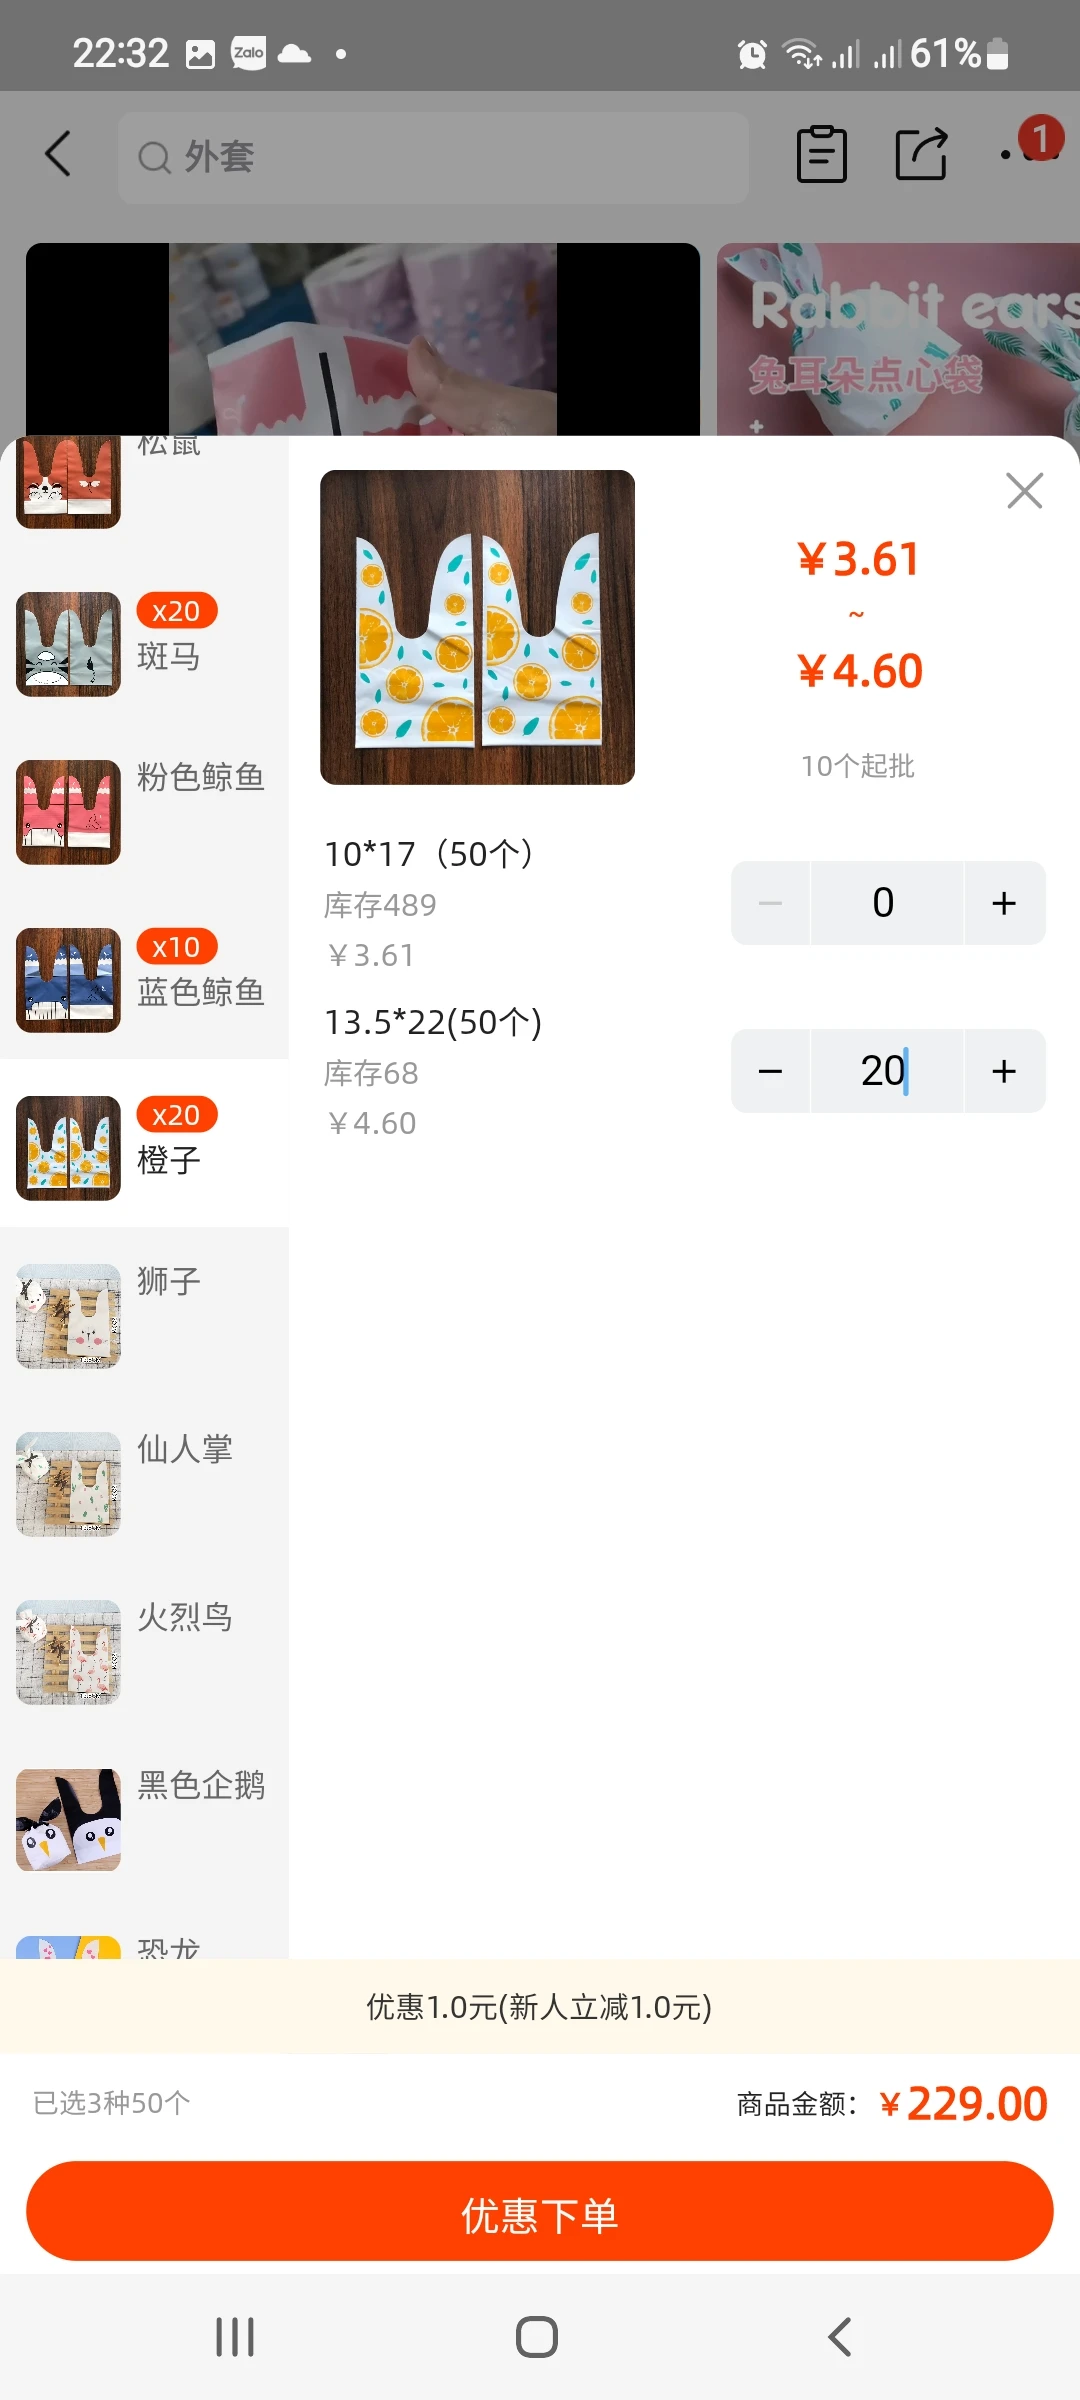 22:32 Zalo 61%
外套
1
Rabbit ears
兔耳朵点心袋
松鼠
x20
斑马
粉色鲸鱼
x10
蓝色鲸鱼
x20
橙子
狮子
仙人掌
火烈鸟
黑色企鹅
恐龙
¥3.61
~
¥4.60
10个起批
10*17（50个）
库存489
¥3.61
0
13.5*22(50个)
库存68
¥4.60
20
优惠1.0元(新人立减1.0元)
已选3种50个
商品金额：¥229.00
优惠下单